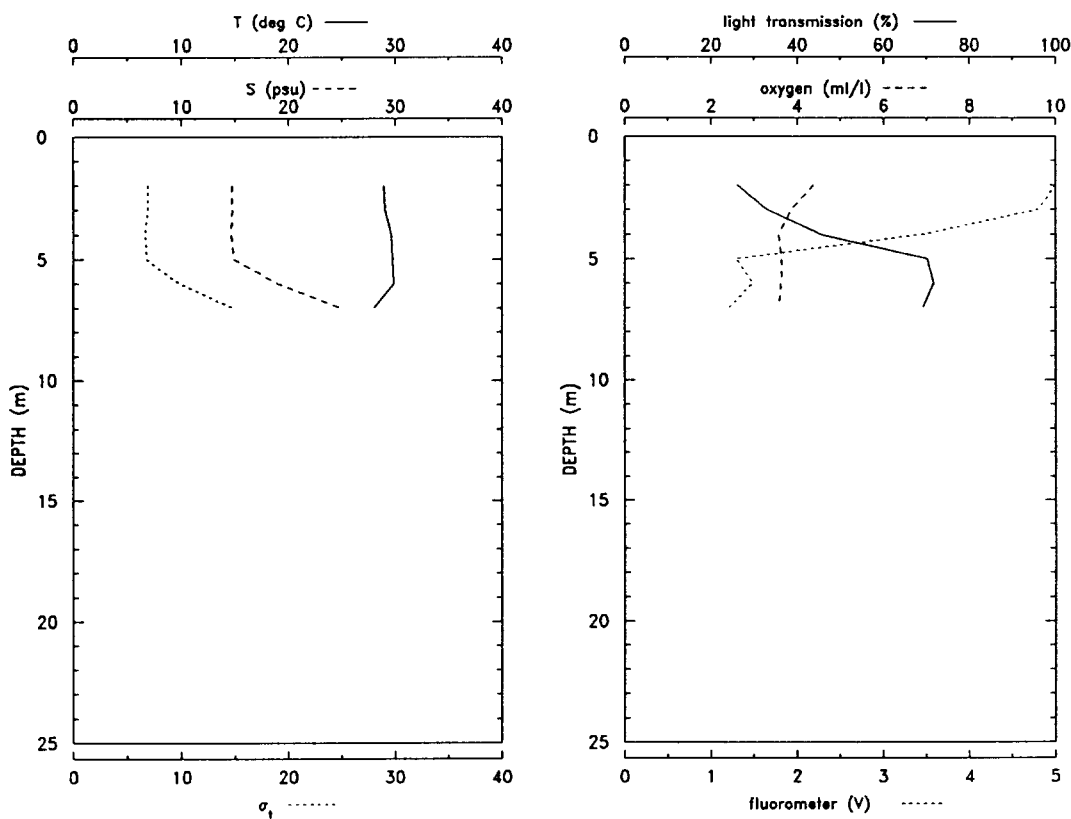 T (deg C) light transmission (%)
0 10 20 30 40 0 20 40 60 80 100
S (psu) oxygen (ml/l)
0 10 20 30 40 0 2 4 6 8 10
0 0
5 5
10 10
DEPTH (m) DEPTH (m)
15 15
20 20
25 25
0 10 20 30 40 0 1 2 3 4 5
σt fluorometer (V)